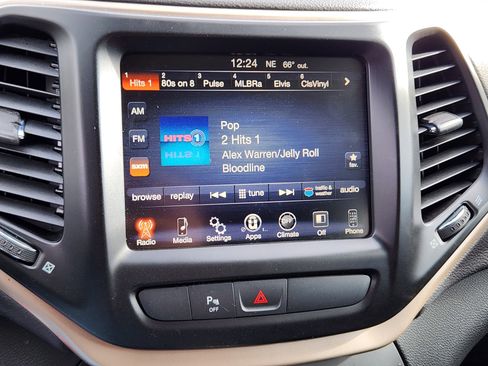 12:24 NE 66° out.
1 2 3 4 5 6
Hits 1 80s on 8 Pulse MLBRa Elvis ClsVinyl
AM
FM
SXM
HITS 1
Pop
2 Hits 1
Alex Warren/Jelly Roll
Bloodline
fav.
browse replay tune traffic & weather audio
Radio Media Settings Apps Climate Off Phone
P
OFF